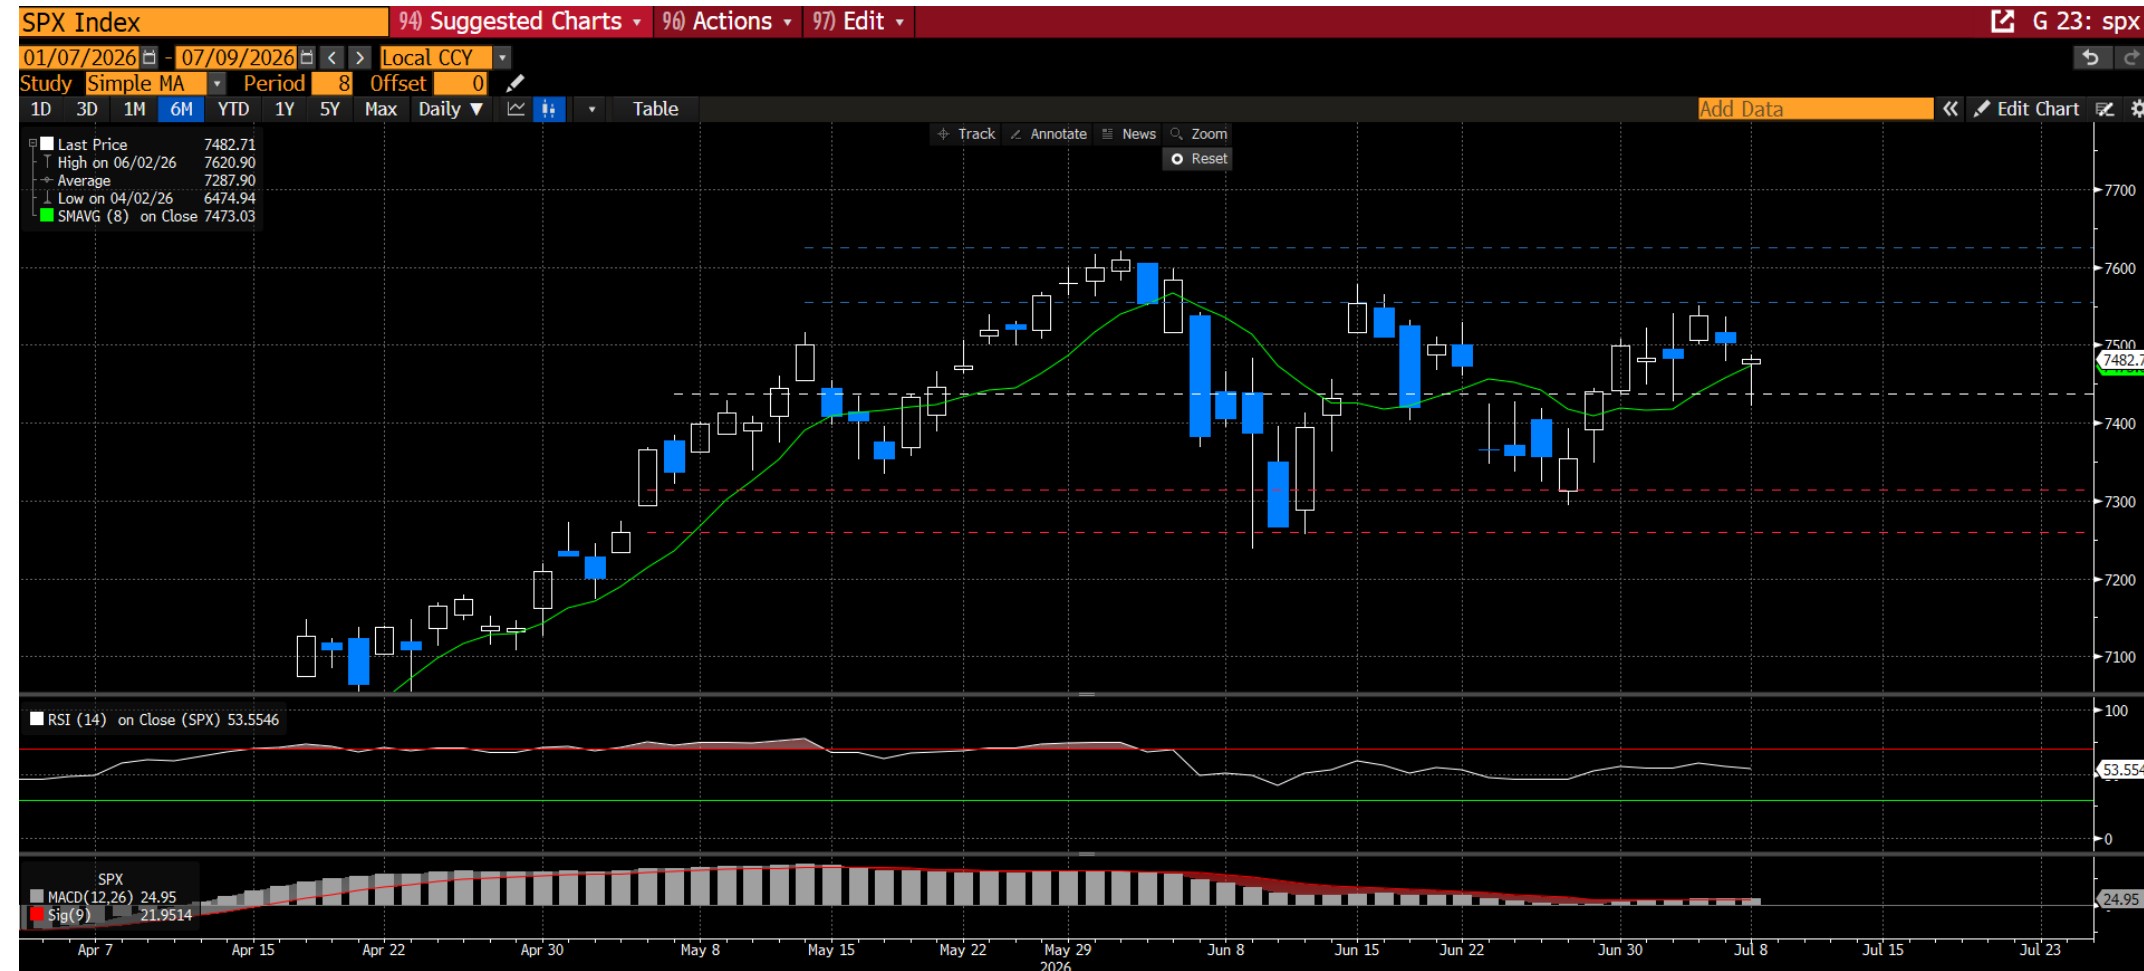 SPX Index 94) Suggested Charts 96) Actions 97) Edit G 23: spx
01/07/2026 - 07/09/2026 < > Local CCY
Study Simple MA Period 8 Offset 0
1D 3D 1M 6M YTD 1Y 5Y Max Daily ▼ Table Add Data « Edit Chart
Track Annotate News Zoom
Reset
Last Price 7482.71
High on 06/02/26 7620.90
Average 7287.90
Low on 04/02/26 6474.94
SMAVG (8) on Close 7473.03
7700
7600
7500
7482.7
7400
7300
7200
7100
RSI (14) on Close (SPX) 53.5546
100
53.554
0
SPX
MACD(12,26) 24.95
Sig(9) 21.9514
24.95
Apr 7 Apr 15 Apr 22 Apr 30 May 8 May 15 May 22 May 29 Jun 8 Jun 15 Jun 22 Jun 30 Jul 8 Jul 15 Jul 23
2026